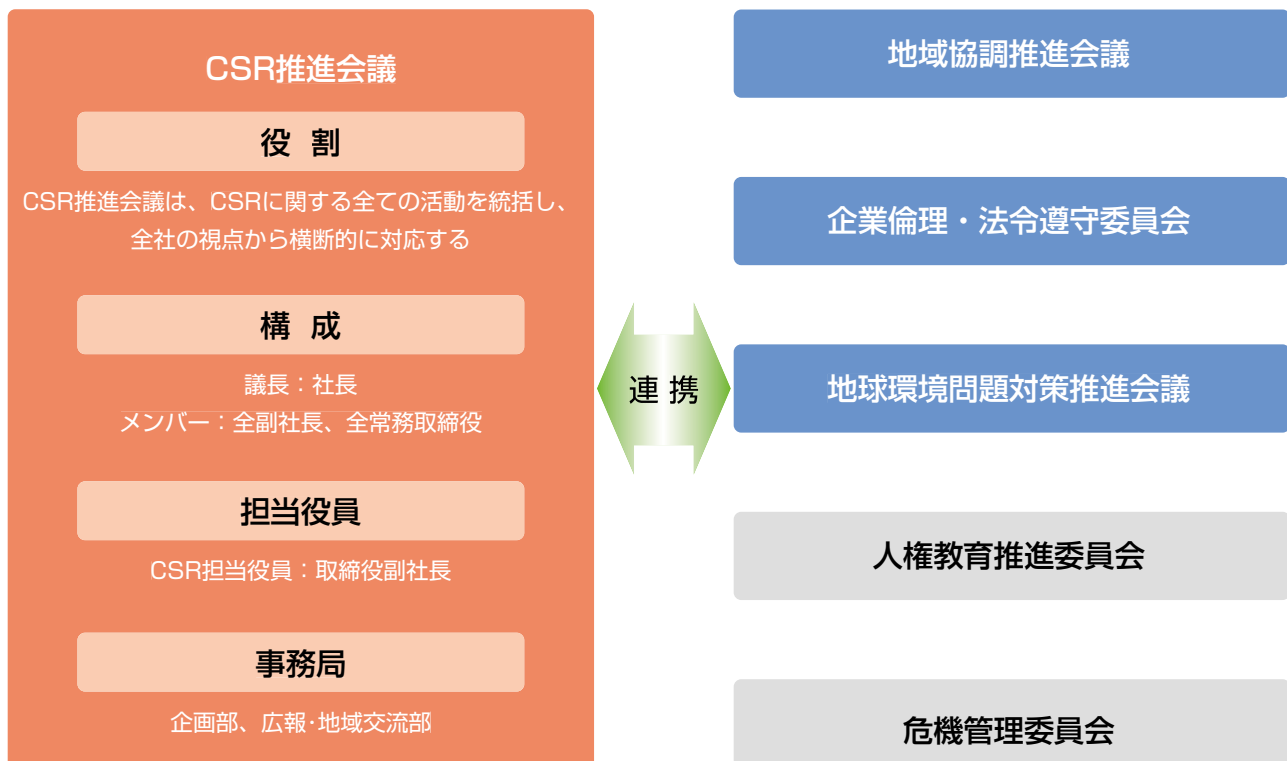 CSR推進会議
役 割
CSR推進会議は、CSRに関する全ての活動を統括し、
全社の視点から横断的に対応する
構 成
議長：社長
メンバー：全副社長、全常務取締役
担当役員
CSR担当役員：取締役副社長
事務局
企画部、広報･地域交流部
連 携
地域協調推進会議
企業倫理・法令遵守委員会
地球環境問題対策推進会議
人権教育推進委員会
危機管理委員会